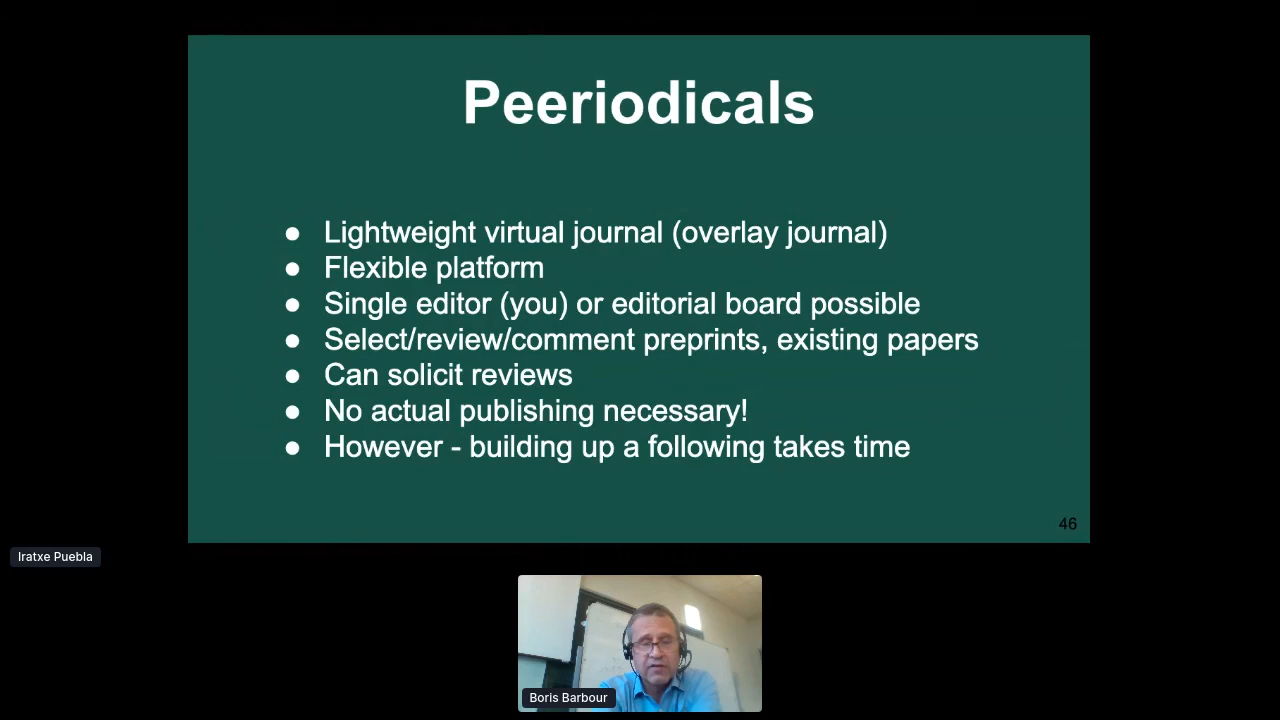 Peeriodicals
● Lightweight virtual journal (overlay journal)
● Flexible platform
● Single editor (you) or editorial board possible
● Select/review/comment preprints, existing papers
● Can solicit reviews
● No actual publishing necessary!
● However - building up a following takes time
46
Iratxe Puebla
Boris Barbour